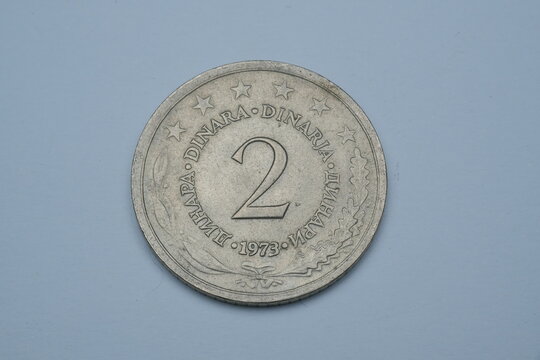 ДИНАРА · DINARA · DINARJA · ДИНАРИ
2
· 1973 ·